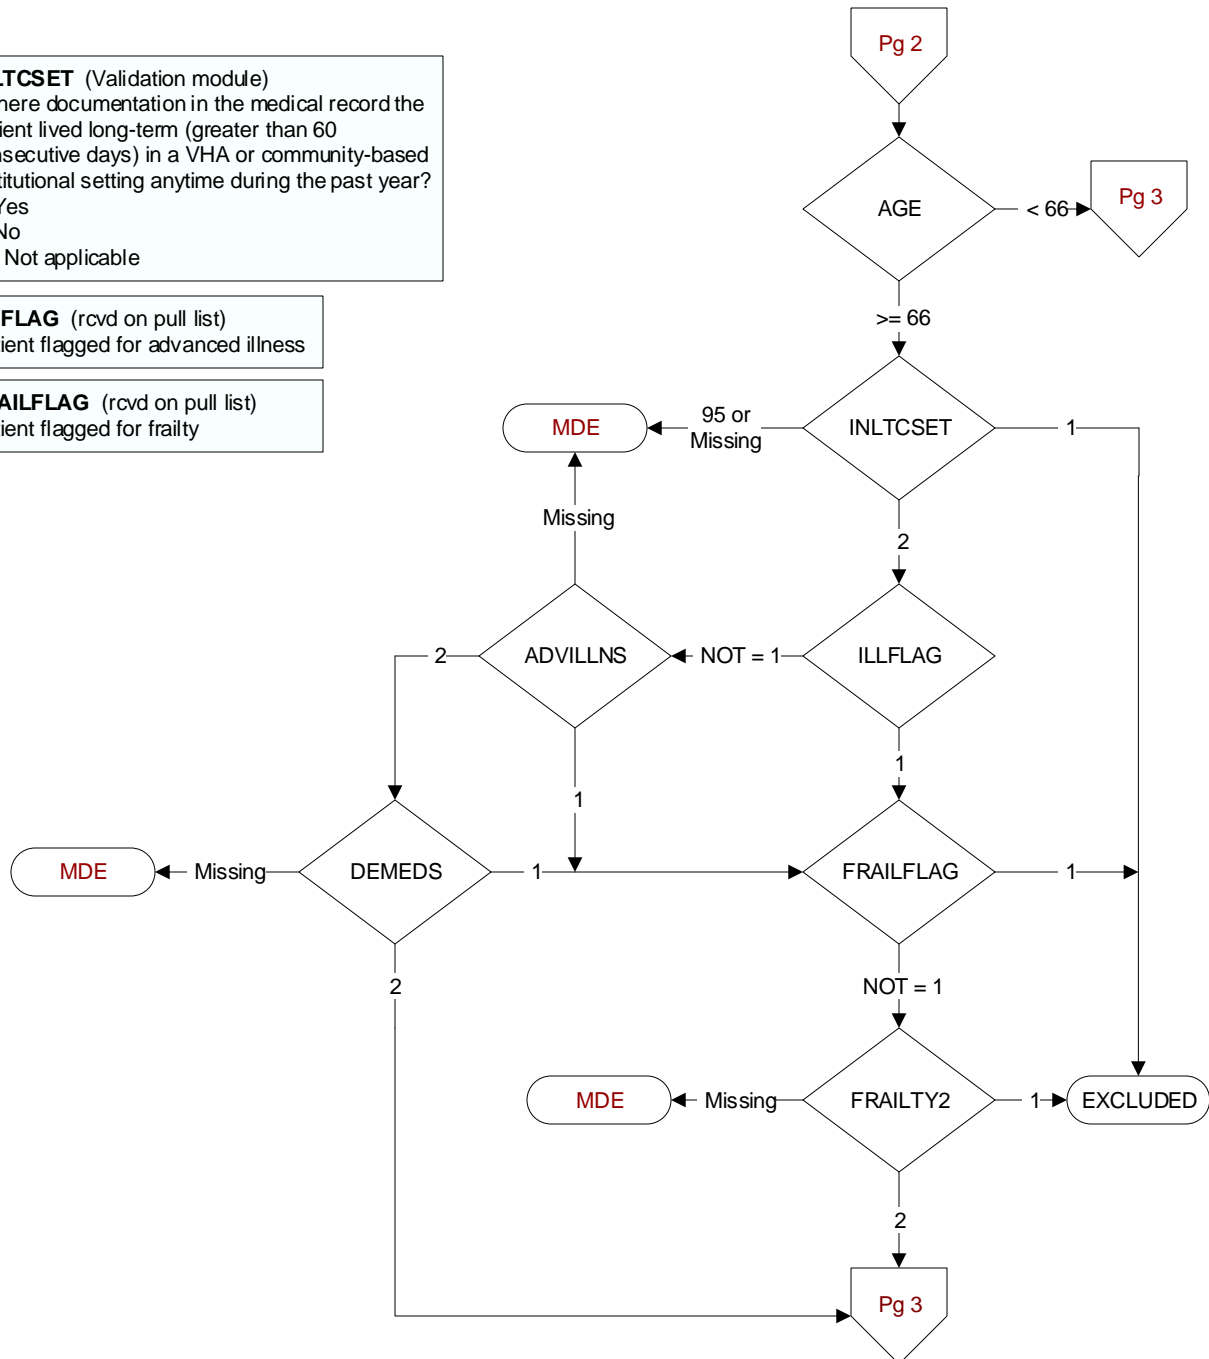 Pg 2
LTCSET (Validation module)
here documentation in the medical record the
ient lived long-term (greater than 60
nsecutive days) in a VHA or community-based
titutional setting anytime during the past year?
Yes
No
Not applicable
FLAG (rcvd on pull list)
ient flagged for advanced illness
AILFLAG (rcvd on pull list)
ient flagged for frailty
AGE
< 66
Pg 3
>= 66
MDE
95 or
Missing
INLTCSET
1
Missing
2
2
ADVILLNS
NOT = 1
ILLFLAG
1
1
MDE
Missing
DEMEDS
1
FRAILFLAG
1
2
NOT = 1
MDE
Missing
FRAILTY2
1
EXCLUDED
2
Pg 3